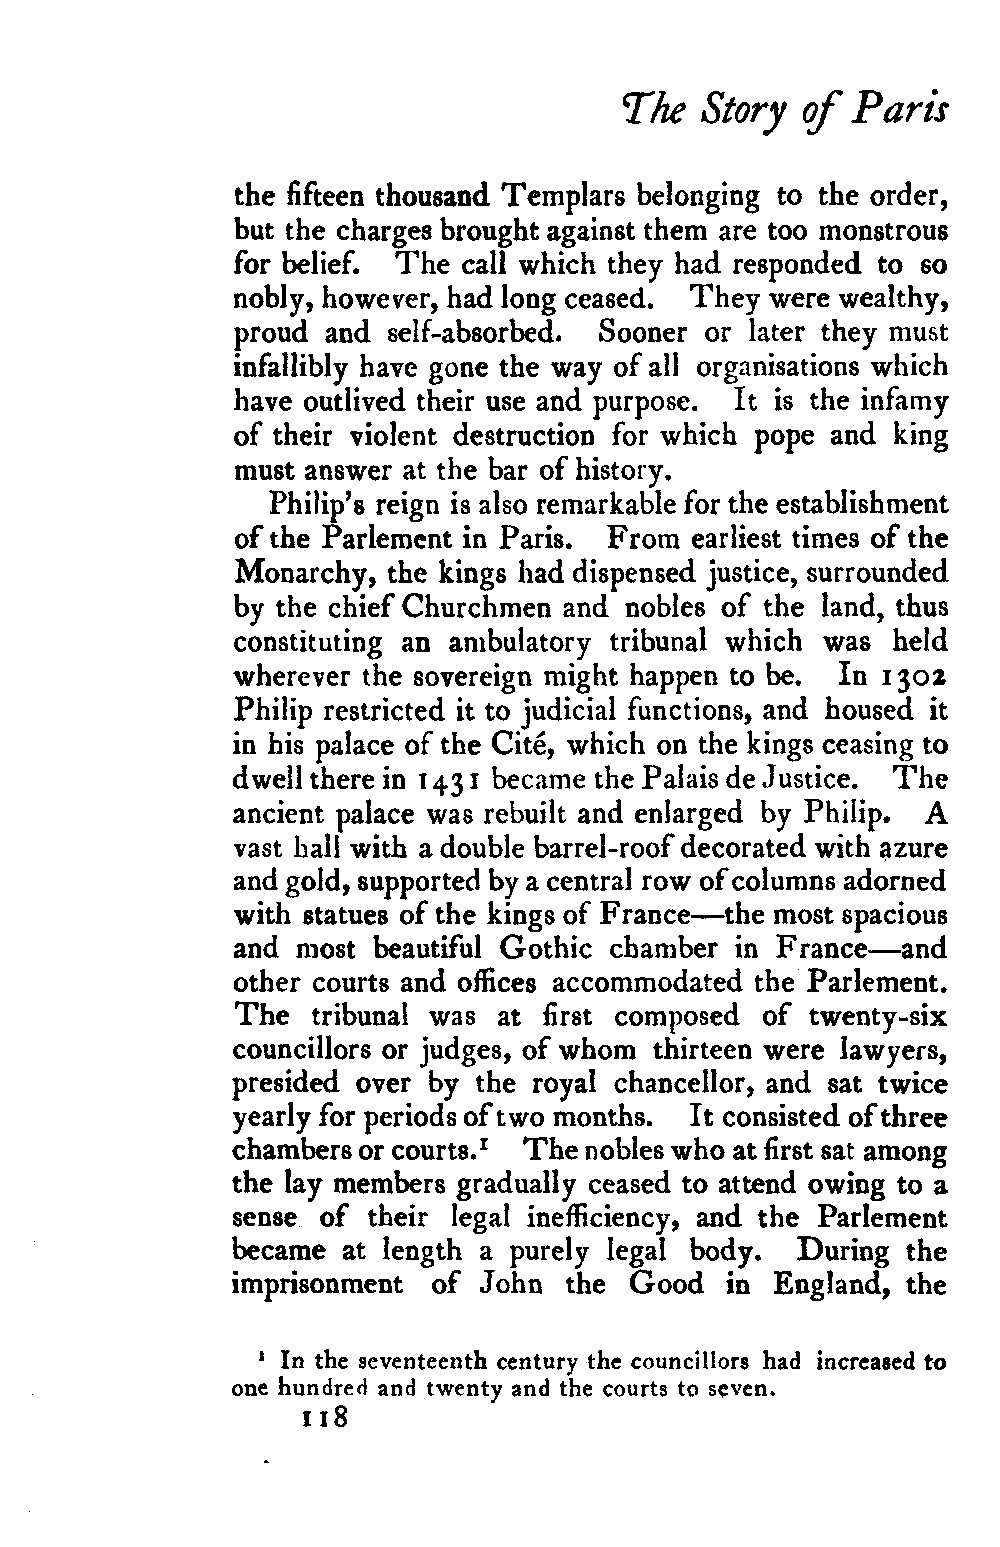 The Story of Paris
the fifteen thousand Templars belonging to the order,
but the charges brought against them are too monstrous
for belief. The call which they had responded to so
nobly, however, had long ceased. They were wealthy,
proud and self-absorbed. Sooner or later they must
infallibly have gone the way of all organisations which
have outlived their use and purpose. It is the infamy
of their violent destruction for which pope and king
must answer at the bar of history.
Philip's reign is also remarkable for the establishment
of the Parlement in Paris. From earliest times of the
Monarchy, the kings had dispensed justice, surrounded
by the chief Churchmen and nobles of the land, thus
constituting an ambulatory tribunal which was held
wherever the sovereign might happen to be. In 1302
Philip restricted it to judicial functions, and housed it
in his palace of the Cité, which on the kings ceasing to
dwell there in 1431 became the Palais de Justice. The
ancient palace was rebuilt and enlarged by Philip. A
vast hall with a double barrel-roof decorated with azure
and gold, supported by a central row of columns adorned
with statues of the kings of France—the most spacious
and most beautiful Gothic chamber in France—and
other courts and offices accommodated the Parlement.
The tribunal was at first composed of twenty-six
councillors or judges, of whom thirteen were lawyers,
presided over by the royal chancellor, and sat twice
yearly for periods of two months. It consisted of three
chambers or courts.¹ The nobles who at first sat among
the lay members gradually ceased to attend owing to a
sense of their legal inefficiency, and the Parlement
became at length a purely legal body. During the
imprisonment of John the Good in England, the
¹ In the seventeenth century the councillors had increased to
one hundred and twenty and the courts to seven.
118